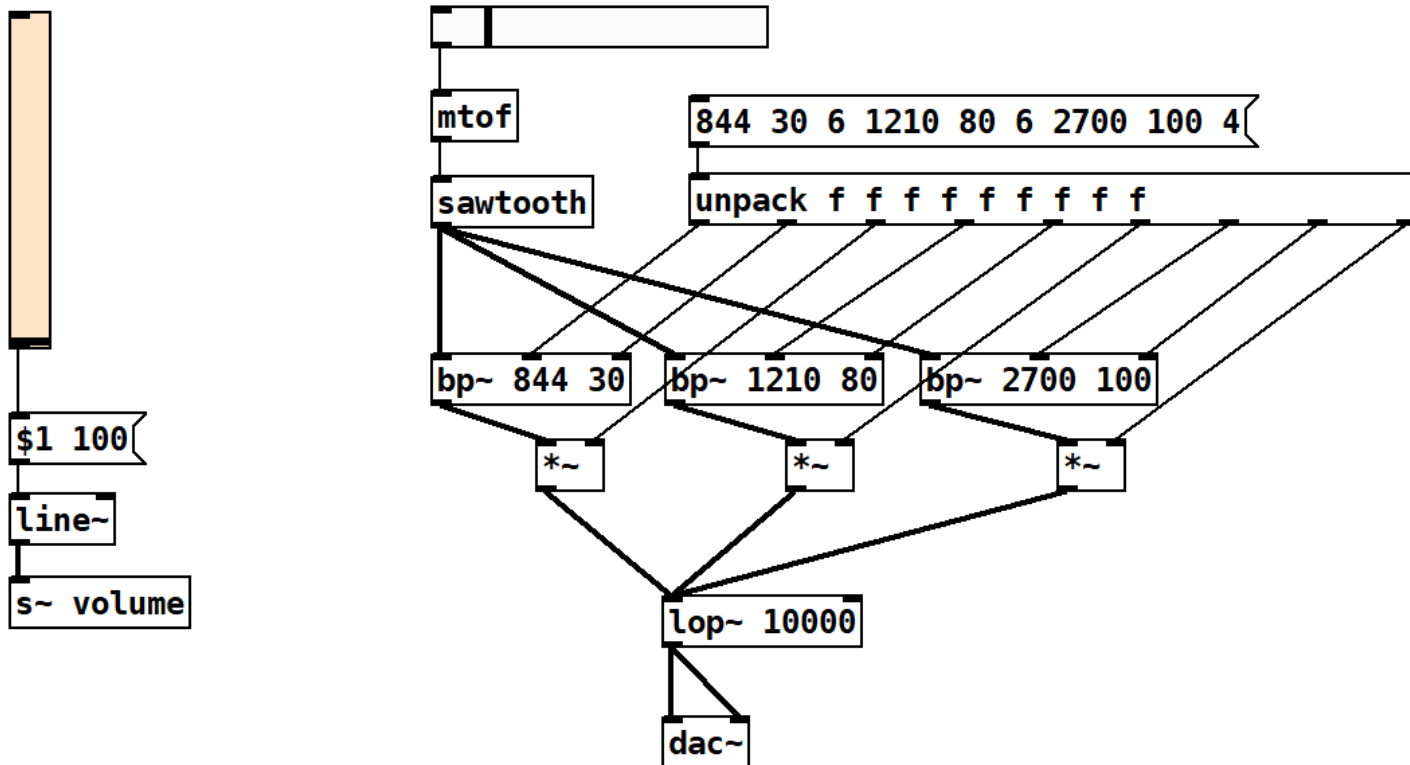 mtof
844 30 6 1210 80 6 2700 100 4
sawtooth
unpack f f f f f f f f f
bp~ 844 30
bp~ 1210 80
bp~ 2700 100
$1 100
*~
*~
*~
line~
s~ volume
lop~ 10000
dac~